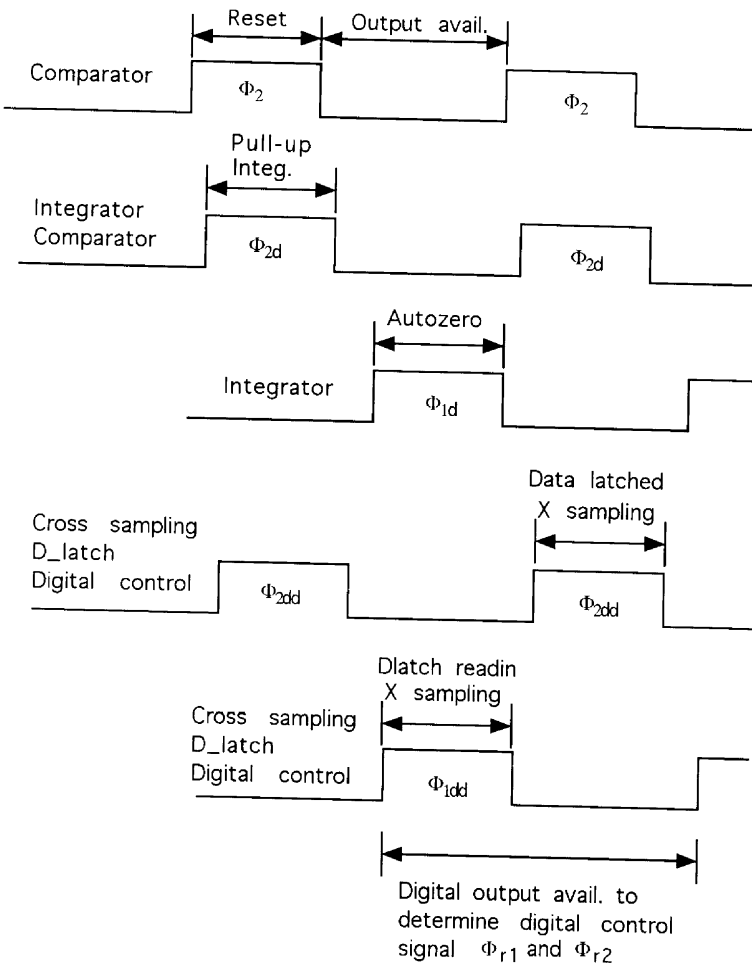 Reset
Output avail.
Comparator
Φ2
Φ2
Pull-up
Integ.
Integrator
Comparator
Φ2d
Φ2d
Autozero
Integrator
Φ1d
Data latched
X sampling
Cross sampling
D_latch
Digital control
Φ2dd
Φ2dd
Dlatch readin
X sampling
Cross sampling
D_latch
Digital control
Φ1dd
Digital output avail. to
determine digital control
signal Φr1 and Φr2